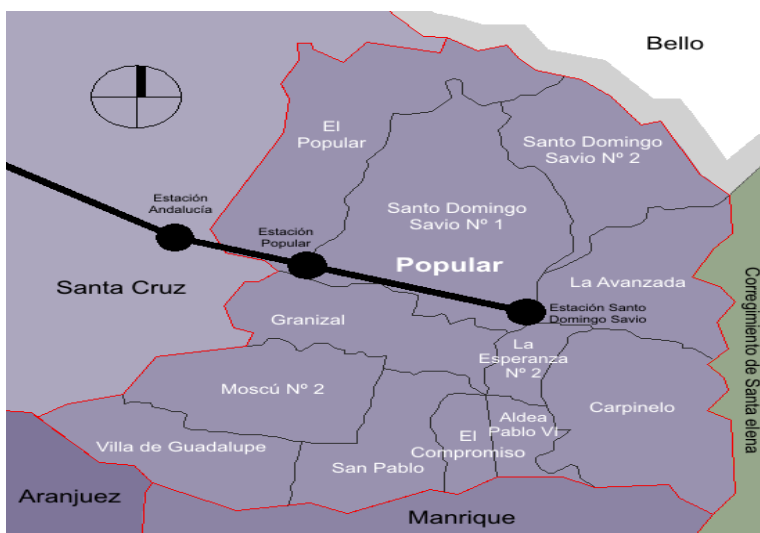 Bello
El
Popular
Santo Domingo
Savio Nº 2
Estación
Andalucía
Santo Domingo
Savio Nº 1
Estación
Popular
Popular
Santa Cruz
La Avanzada
Corregimiento de Santa elena
Estación Santo
Domingo Savio
Granizal
La
Esperanza
Nº 2
Moscú Nº 2
Carpinelo
Aldea
Pablo VI
Villa de Guadalupe
El
Compromiso
San Pablo
Aranjuez
Manrique